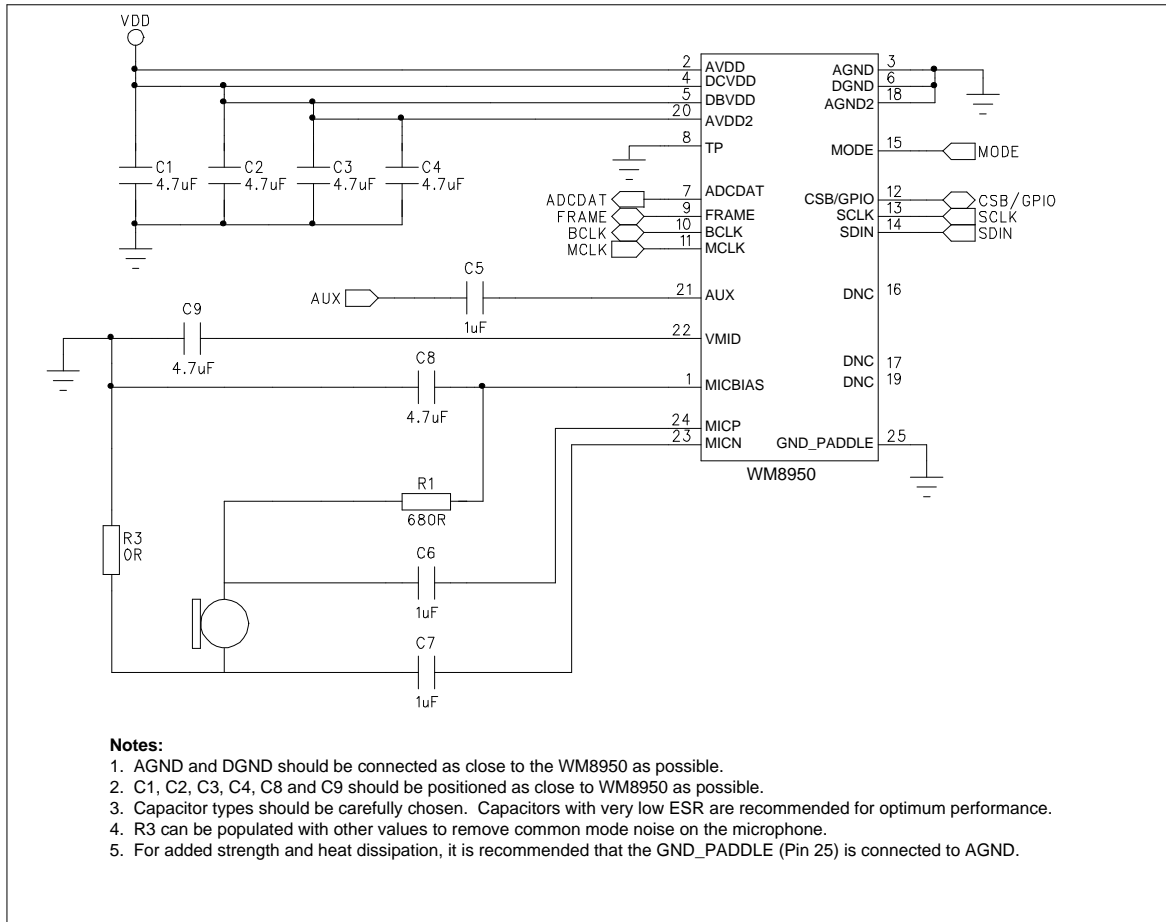 VDD
2 AVDD
4 DCVDD
5 DBVDD
20 AVDD2
8 TP
AGND 3
DGND 6
AGND2 18
MODE 15 MODE
C1 4.7uF
C2 4.7uF
C3 4.7uF
C4 4.7uF
ADCDAT 7 ADCDAT
FRAME 9 FRAME
BCLK 10 BCLK
MCLK 11 MCLK
CSB/GPIO 12 CSB/GPIO
SCLK 13 SCLK
SDIN 14 SDIN
AUX C5 1uF 21 AUX
DNC 16
C9 4.7uF 22 VMID
C8 4.7uF 1 MICBIAS
DNC 17
DNC 19
24 MICP
23 MICN
GND_PADDLE 25
WM8950
R1 680R
R3 0R
C6 1uF
C7 1uF
Notes:
1. AGND and DGND should be connected as close to the WM8950 as possible.
2. C1, C2, C3, C4, C8 and C9 should be positioned as close to WM8950 as possible.
3. Capacitor types should be carefully chosen. Capacitors with very low ESR are recommended for optimum performance.
4. R3 can be populated with other values to remove common mode noise on the microphone.
5. For added strength and heat dissipation, it is recommended that the GND_PADDLE (Pin 25) is connected to AGND.